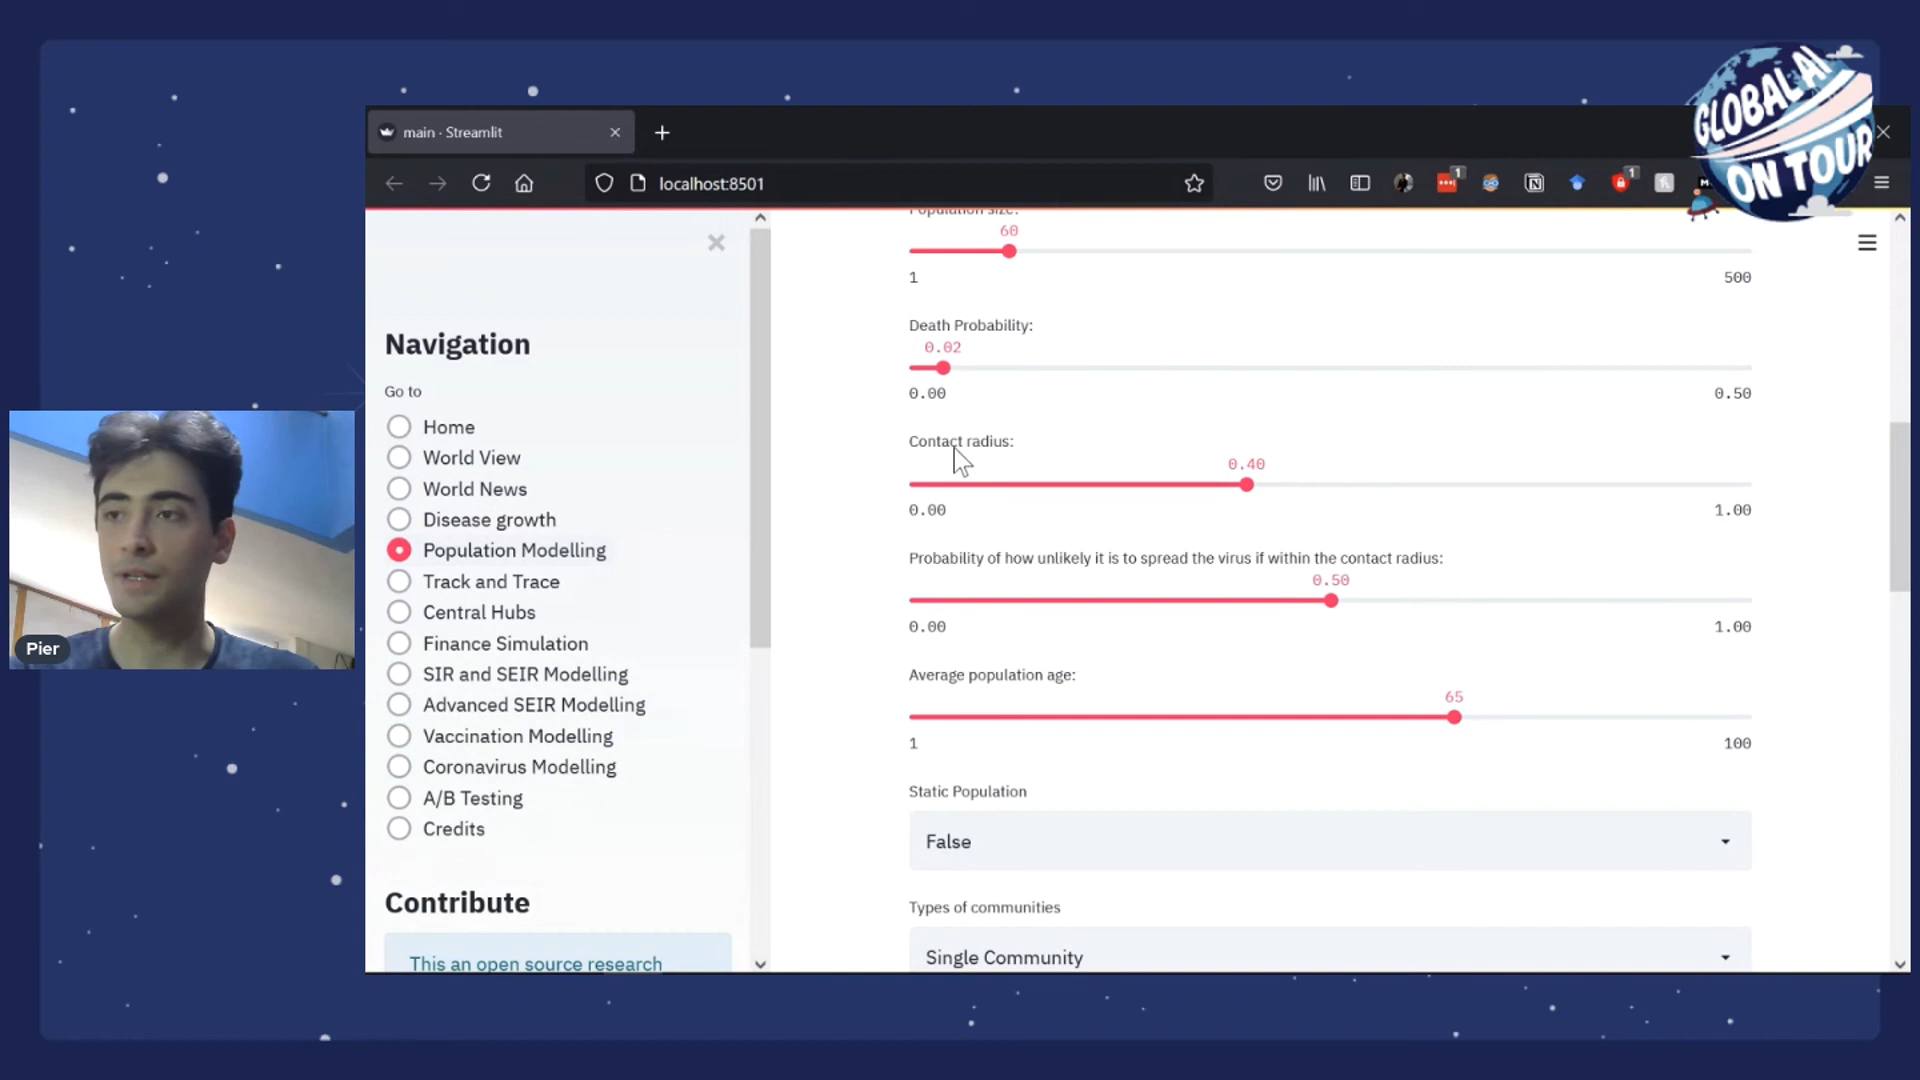 GLOBAL AI
ON TOUR
main · Streamlit
localhost:8501
1
1
Navigation
Go to
Home
World View
World News
Disease growth
Population Modelling
Track and Trace
Central Hubs
Finance Simulation
SIR and SEIR Modelling
Advanced SEIR Modelling
Vaccination Modelling
Coronavirus Modelling
A/B Testing
Credits
Contribute
This an open source research
Population size:
60
1
500
Death Probability:
0.02
0.00
0.50
Contact radius:
0.40
0.00
1.00
Probability of how unlikely it is to spread the virus if within the contact radius:
0.50
0.00
1.00
Average population age:
65
1
100
Static Population
False
Types of communities
Single Community
Pier